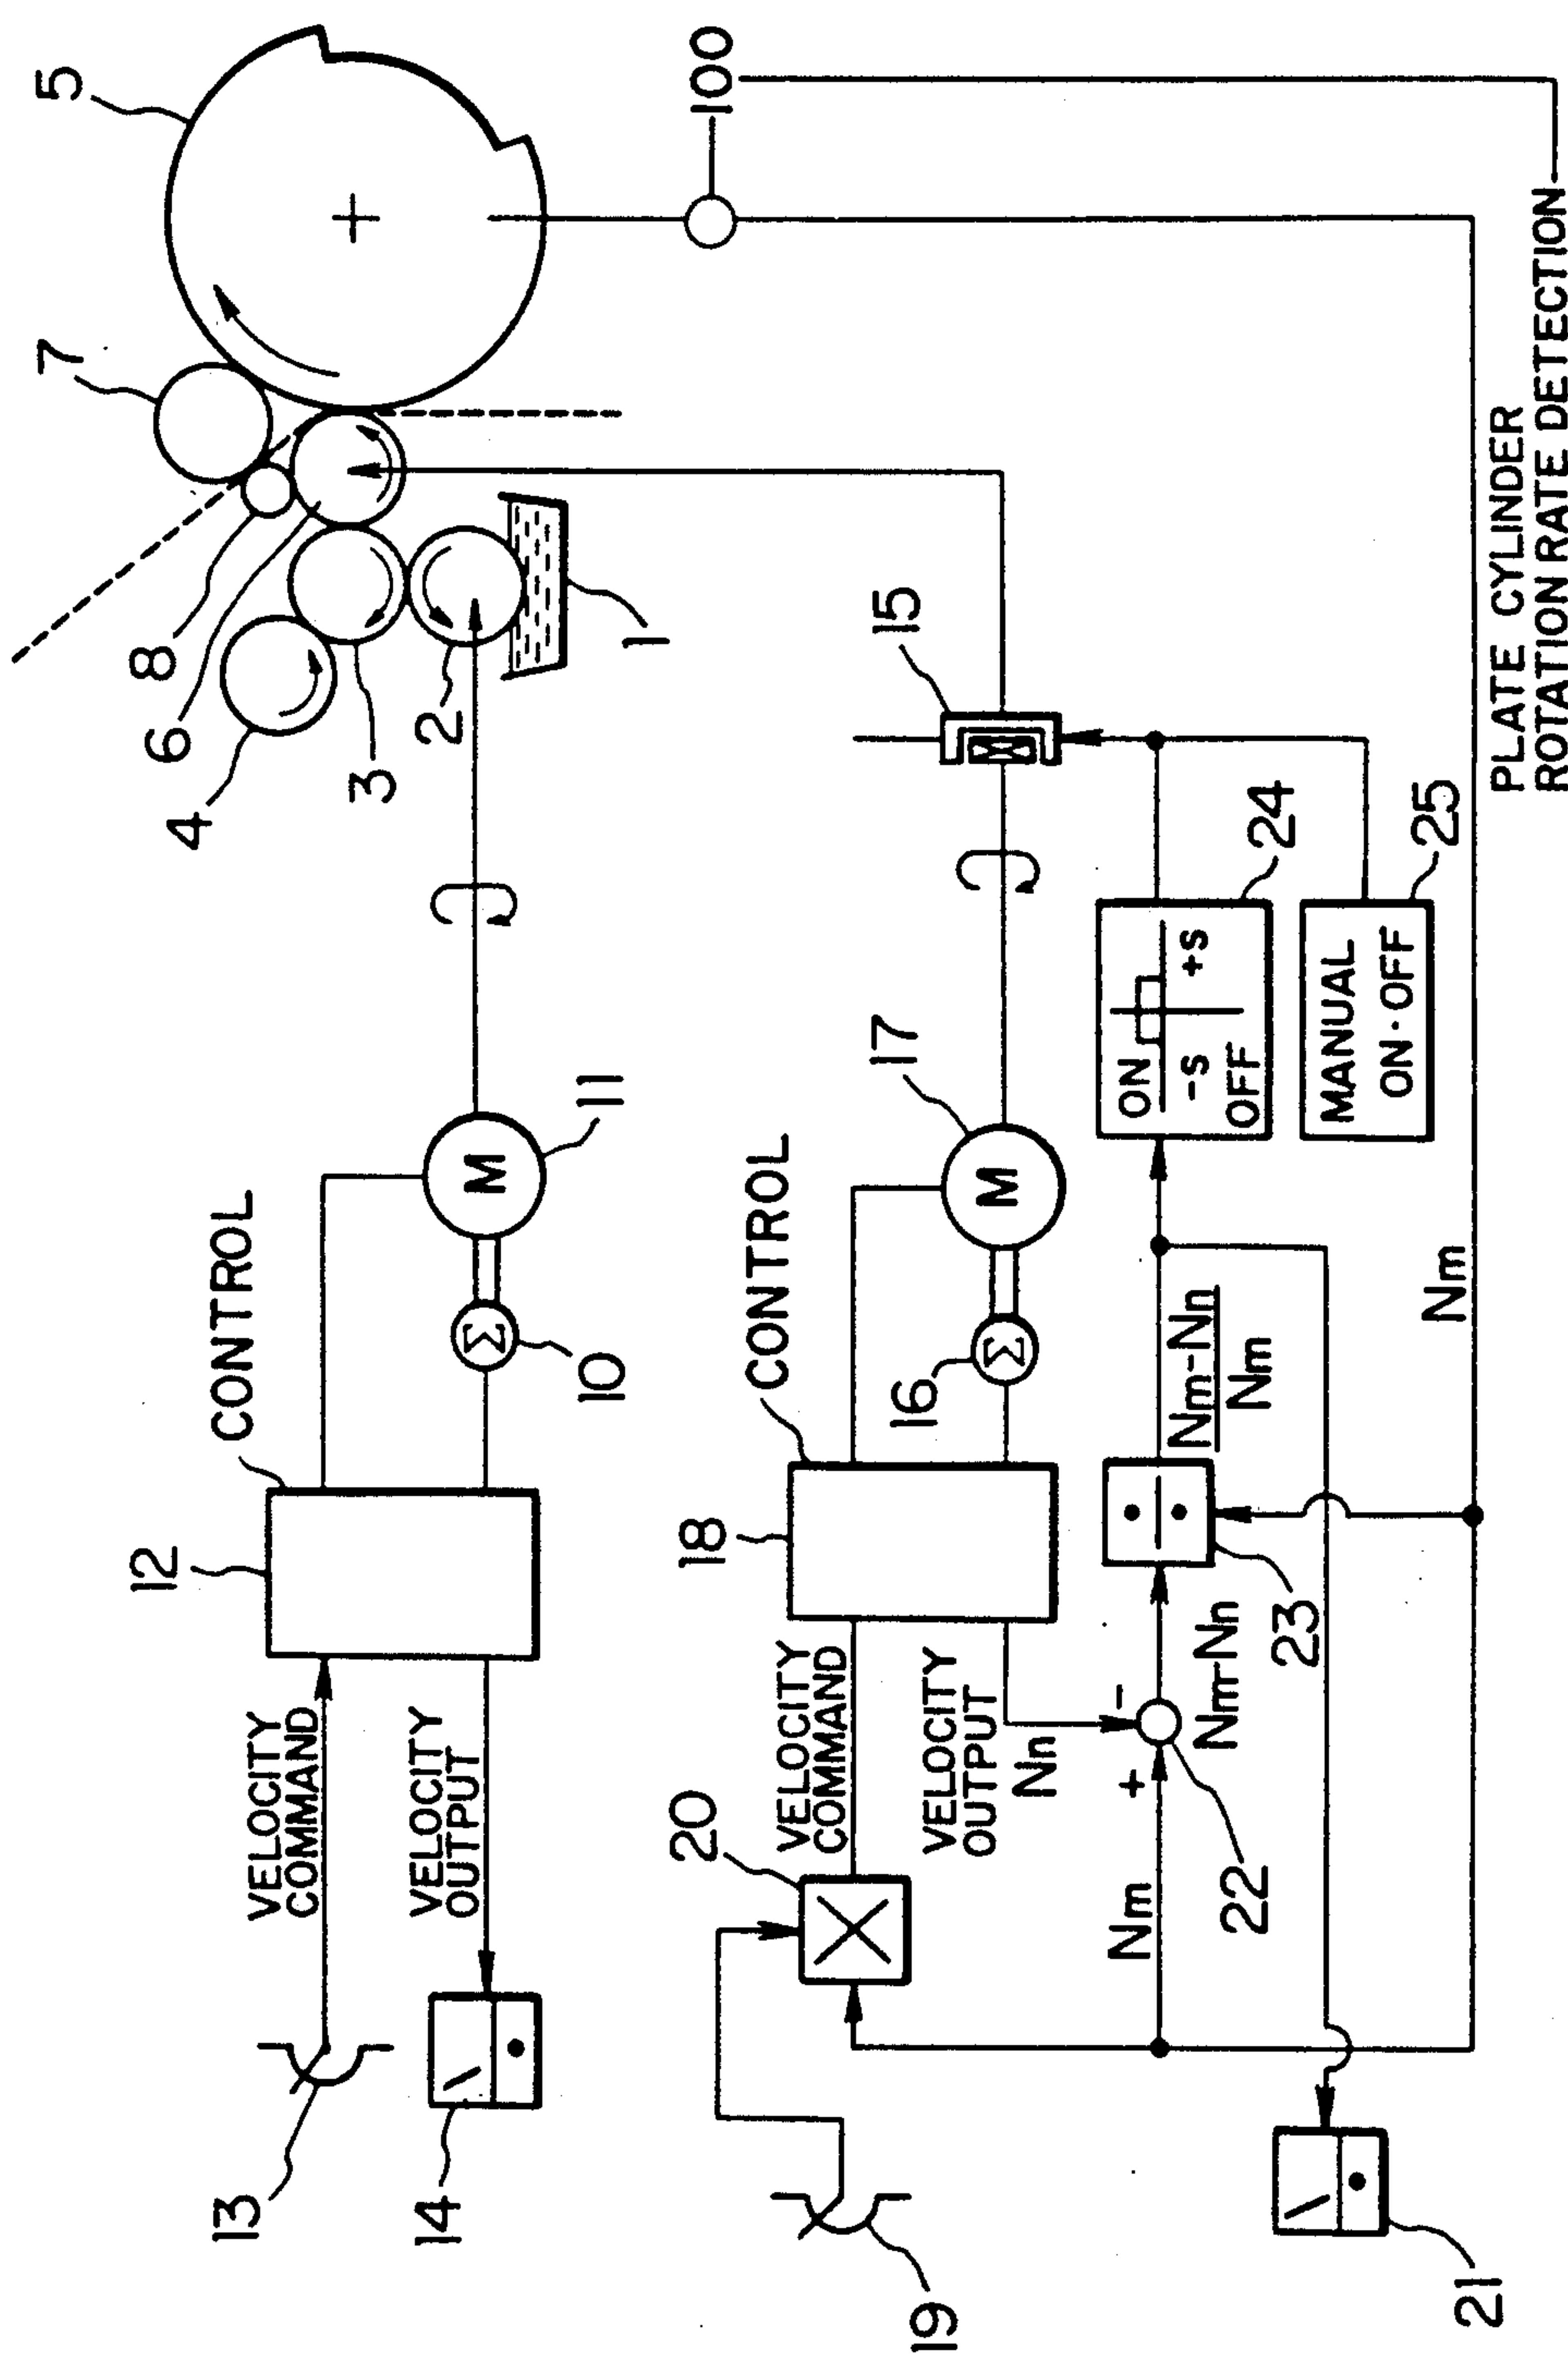 5
7
100
8
6
4
3
2
1
15
PLATE CYLINDER
ROTATION RATE DETECTION
11
M
CONTROL
10
12
VELOCITY
COMMAND
VELOCITY
OUTPUT
13
14
17
M
CONTROL
16
18
24
ON
-S +S
OFF
25
MANUAL
ON·OFF
Nm-Nn
Nm
Nm
23
20
VELOCITY
COMMAND
VELOCITY
OUTPUT
Nn
-
+
Nm-Nn
Nm
22
19
21
Σ
Σ